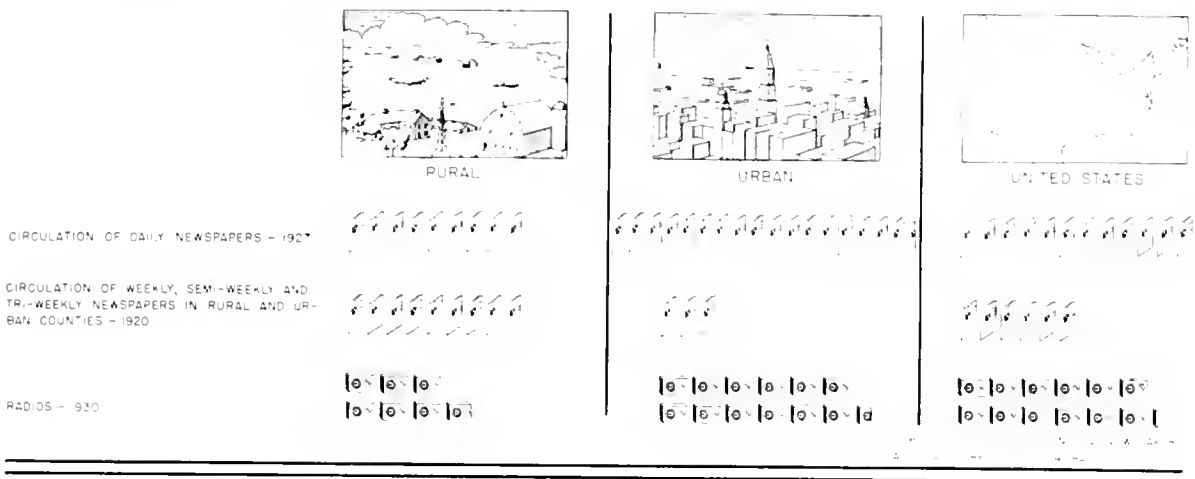 RURAL
URBAN
UNITED STATES
CIRCULATION OF DAILY NEWSPAPERS -
CIRCULATION OF WEEKLY, SEMI-WEEKLY AND
TRI-WEEKLY NEWSPAPERS IN RURAL AND UR-
BAN COUNTIES - 1920
RADIOS - 930